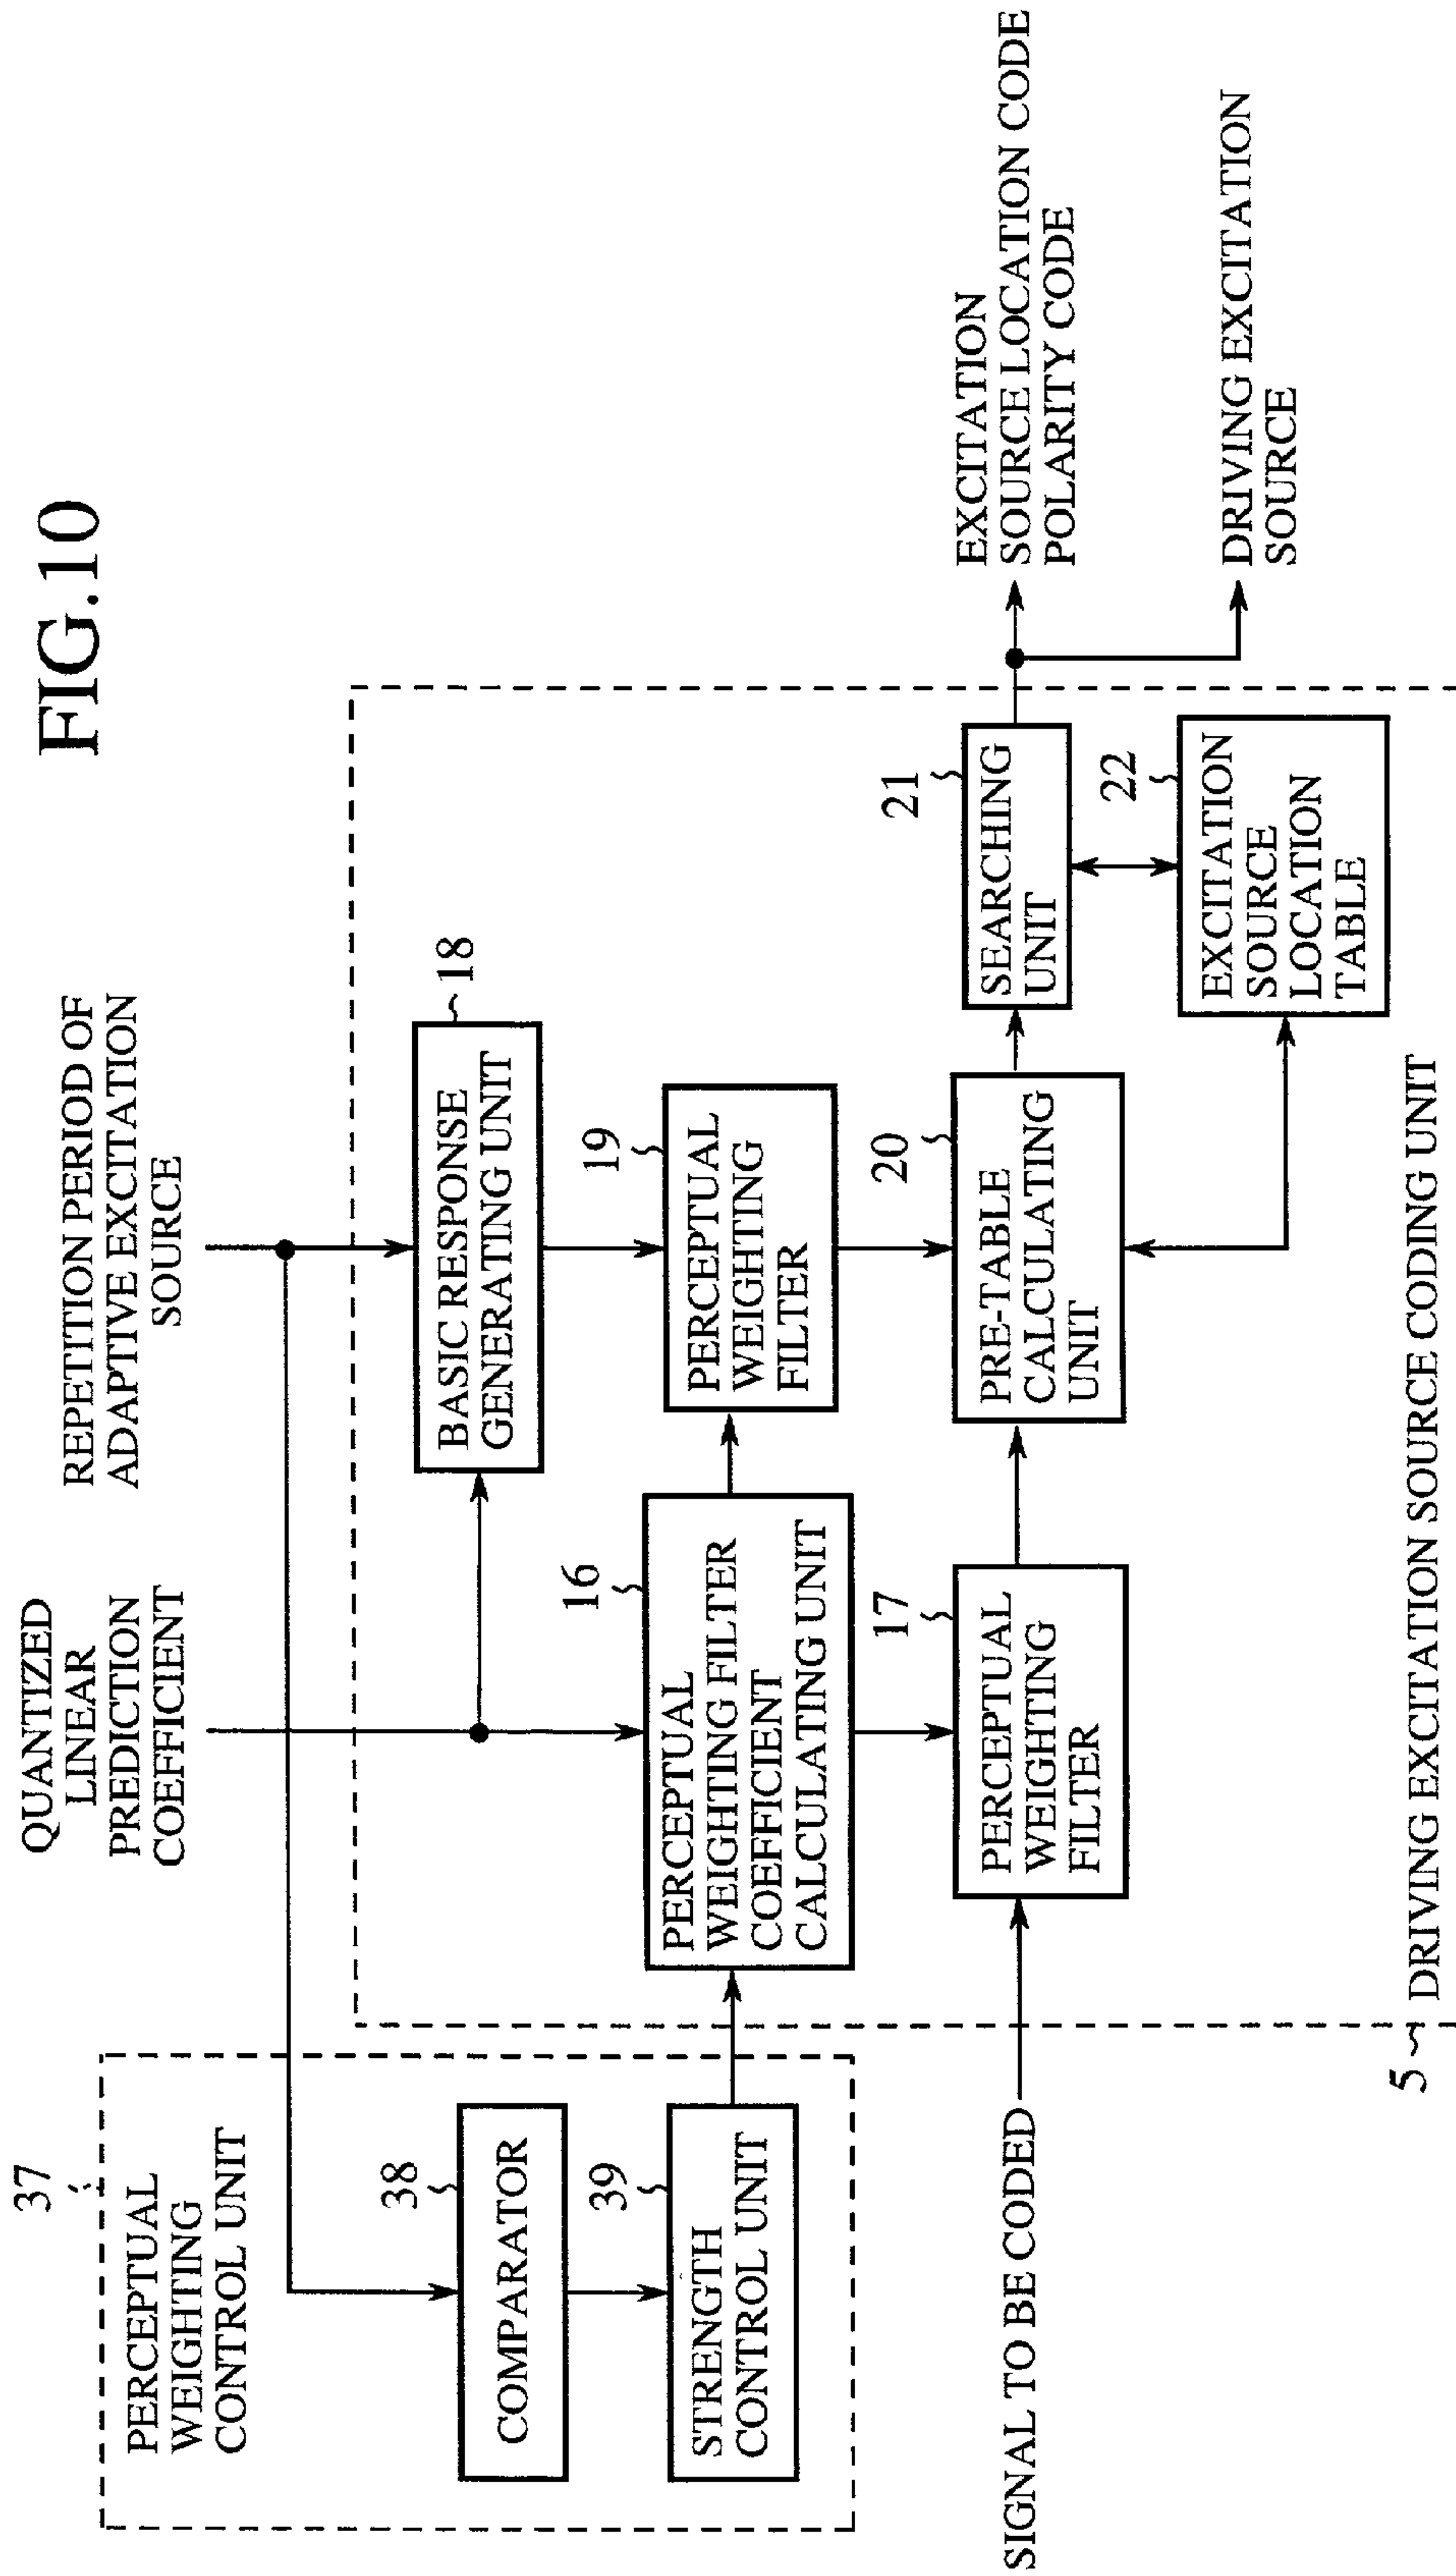 FIG.10
REPETITION PERIOD OF
ADAPTIVE EXCITATION
SOURCE
QUANTIZED
LINEAR
PREDICTION
COEFFICIENT
37
PERCEPTUAL
WEIGHTING
CONTROL UNIT
38
COMPARATOR
39
STRENGTH
CONTROL UNIT
18
BASIC RESPONSE
GENERATING UNIT
16
PERCEPTUAL
WEIGHTING FILTER
COEFFICIENT
CALCULATING UNIT
19
PERCEPTUAL
WEIGHTING
FILTER
17
PERCEPTUAL
WEIGHTING
FILTER
20
PRE-TABLE
CALCULATING
UNIT
21
SEARCHING
UNIT
22
EXCITATION
SOURCE
LOCATION
TABLE
EXCITATION
SOURCE LOCATION CODE
POLARITY CODE
DRIVING EXCITATION
SOURCE
SIGNAL TO BE CODED
5 DRIVING EXCITATION SOURCE CODING UNIT